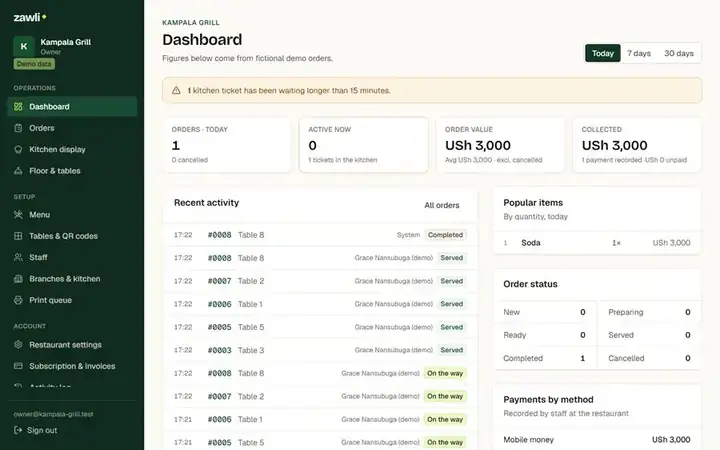 zawli
K
Kampala Grill
Owner
Demo data
OPERATIONS
Dashboard
Orders
Kitchen display
Floor & tables
SETUP
Menu
Tables & QR codes
Staff
Branches & kitchen
Print queue
ACCOUNT
Restaurant settings
Subscription & invoices
Activity log
owner@kampala-grill.test
Sign out
KAMPALA GRILL
Dashboard
Figures below come from fictional demo orders.
Today 7 days 30 days
1 kitchen ticket has been waiting longer than 15 minutes.
ORDERS · TODAY
1
0 cancelled
ACTIVE NOW
0
1 tickets in the kitchen
ORDER VALUE
USh 3,000
Avg USh 3,000 · excl. cancelled
COLLECTED
USh 3,000
1 payment recorded · USh 0 unpaid
Recent activity All orders
17:22 #0008 Table 8 System Completed
17:22 #0008 Table 8 Grace Nansubuga (demo) Served
17:22 #0007 Table 2 Grace Nansubuga (demo) Served
17:22 #0006 Table 1 Grace Nansubuga (demo) Served
17:22 #0005 Table 5 Grace Nansubuga (demo) Served
17:22 #0003 Table 3 Grace Nansubuga (demo) Served
17:22 #0008 Table 8 Grace Nansubuga (demo) On the way
17:21 #0007 Table 2 Grace Nansubuga (demo) On the way
17:21 #0006 Table 1 Grace Nansubuga (demo) On the way
17:21 #0005 Table 5 Grace Nansubuga (demo) On the way
Popular items
By quantity, today
1 Soda 1× USh 3,000
Order status
New 0 Preparing 0
Ready 0 Served 0
Completed 1 Cancelled 0
Payments by method
Recorded by staff at the restaurant
Mobile money USh 3,000